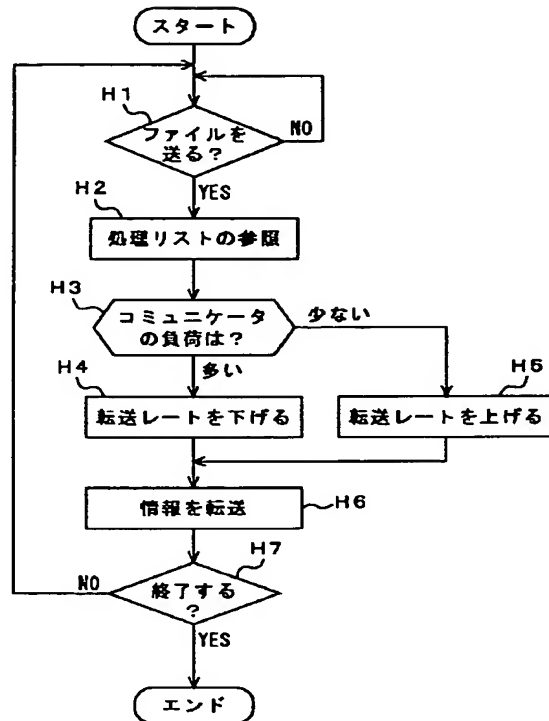 スタート
H1
ファイルを
送る?
NO
YES
H2
処理リストの参照
H3
コミュニケータ
の負荷は?
少ない
多い
H4
転送レートを下げる
H5
転送レートを上げる
情報を転送
H6
H7
終了する
?
NO
YES
エンド